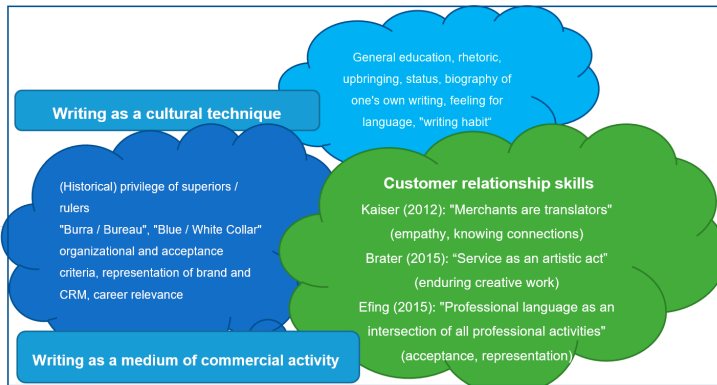 General education, rhetoric,
upbringing, status, biography of
one's own writing, feeling for
language, "writing habit“
Writing as a cultural technique
(Historical) privilege of superiors /
rulers
"Burra / Bureau", "Blue / White Collar"
organizational and acceptance
criteria, representation of brand and
CRM, career relevance
Customer relationship skills
Kaiser (2012): "Merchants are translators"
(empathy, knowing connections)
Brater (2015): “Service as an artistic act”
(enduring creative work)
Efing (2015): "Professional language as an
intersection of all professional activities"
(acceptance, representation)
Writing as a medium of commercial activity